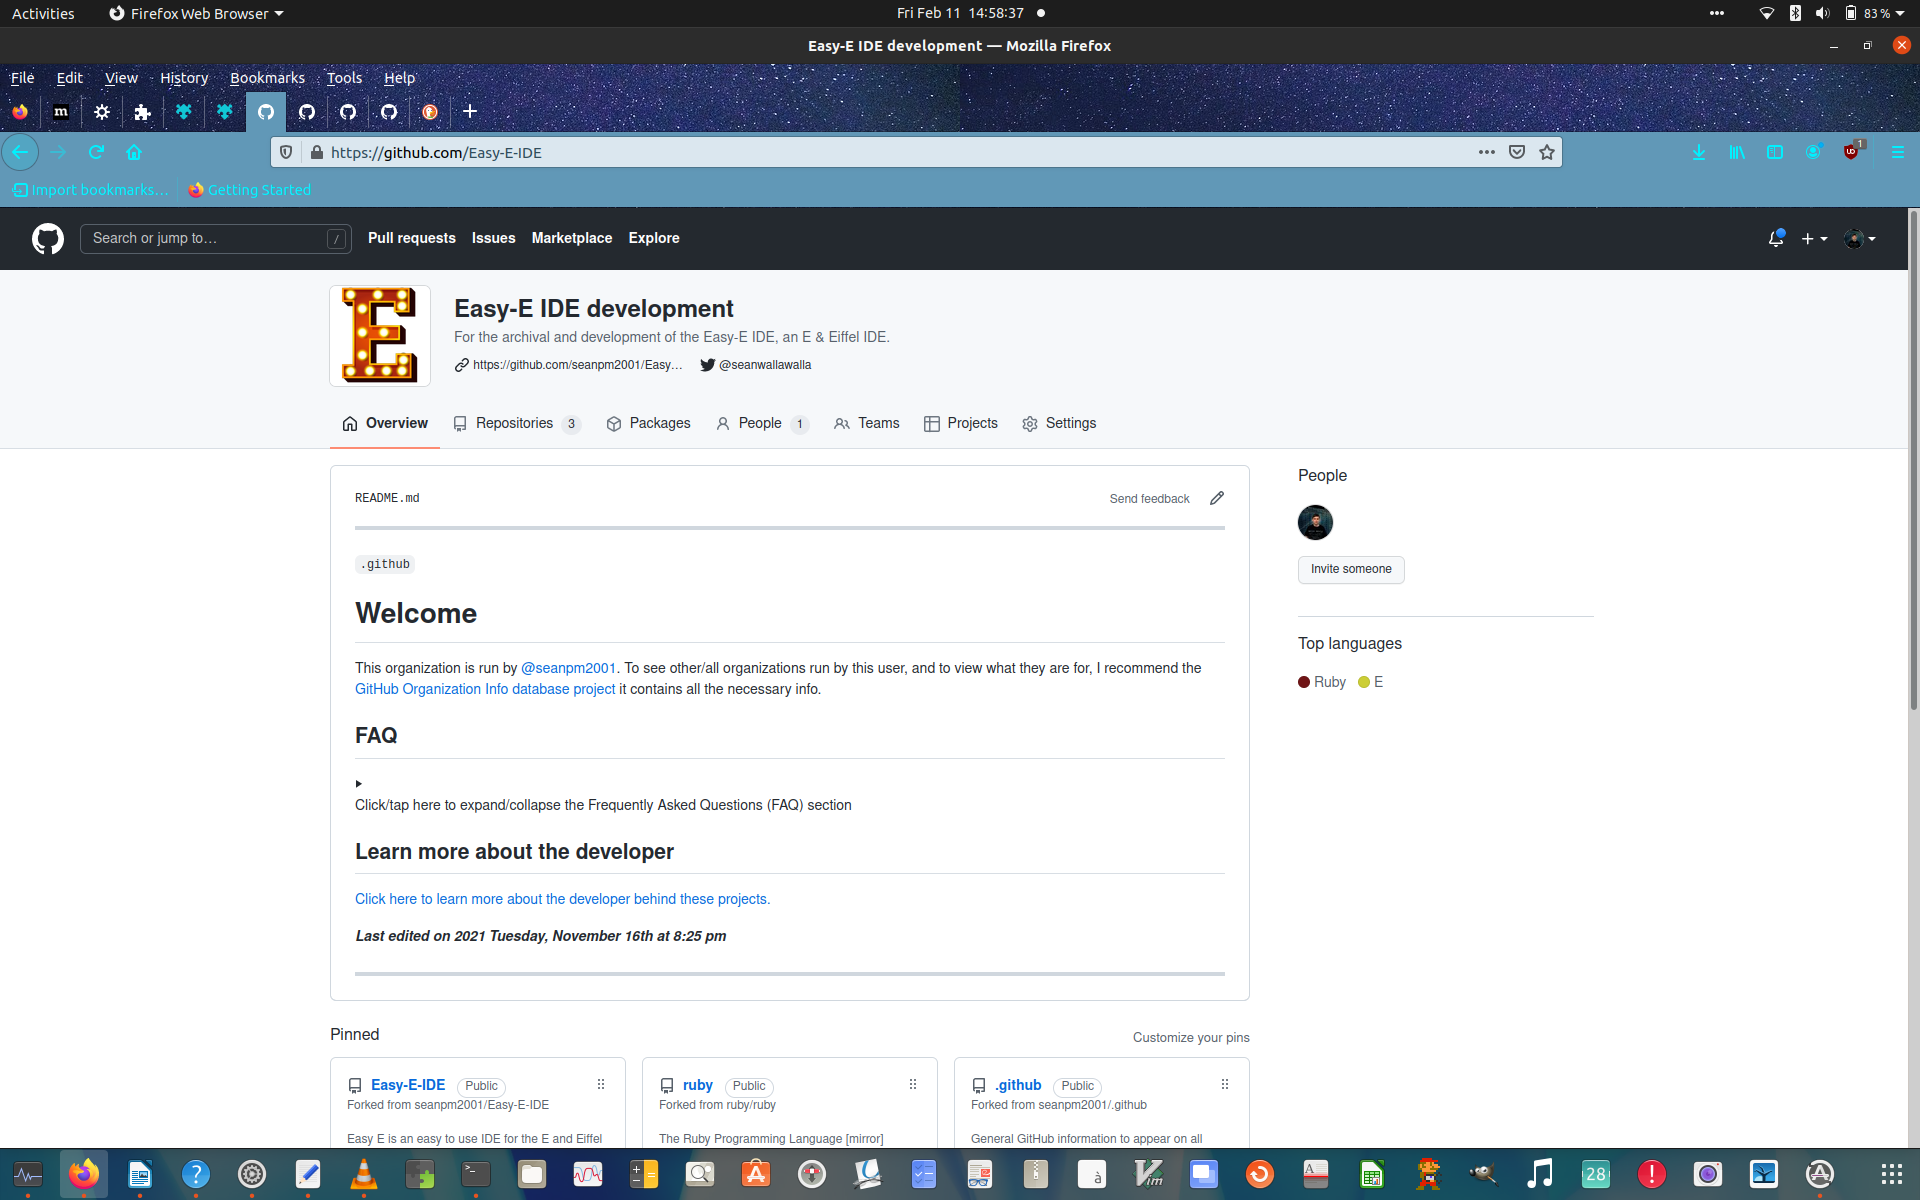 Activities Firefox Web Browser Fri Feb 11 14:58:37 83 %
Easy-E IDE development — Mozilla Firefox
File Edit View History Bookmarks Tools Help
m
https://github.com/Easy-E-IDE 1
Import bookmarks... Getting Started
Search or jump to... / Pull requests Issues Marketplace Explore
E
Easy-E IDE development
For the archival and development of the Easy-E IDE, an E & Eiffel IDE.
https://github.com/seanpm2001/Easy... @seanwallawalla
Overview Repositories 3 Packages People 1 Teams Projects Settings
README.md Send feedback
.github
Welcome
This organization is run by @seanpm2001. To see other/all organizations run by this user, and to view what they are for, I recommend the
GitHub Organization Info database project it contains all the necessary info.
FAQ
Click/tap here to expand/collapse the Frequently Asked Questions (FAQ) section
Learn more about the developer
Click here to learn more about the developer behind these projects.
Last edited on 2021 Tuesday, November 16th at 8:25 pm
People
Invite someone
Top languages
Ruby E
Pinned Customize your pins
Easy-E-IDE Public
Forked from seanpm2001/Easy-E-IDE
Easy E is an easy to use IDE for the E and Eiffel
ruby Public
Forked from ruby/ruby
The Ruby Programming Language [mirror]
.github Public
Forked from seanpm2001/.github
General GitHub information to appear on all
28